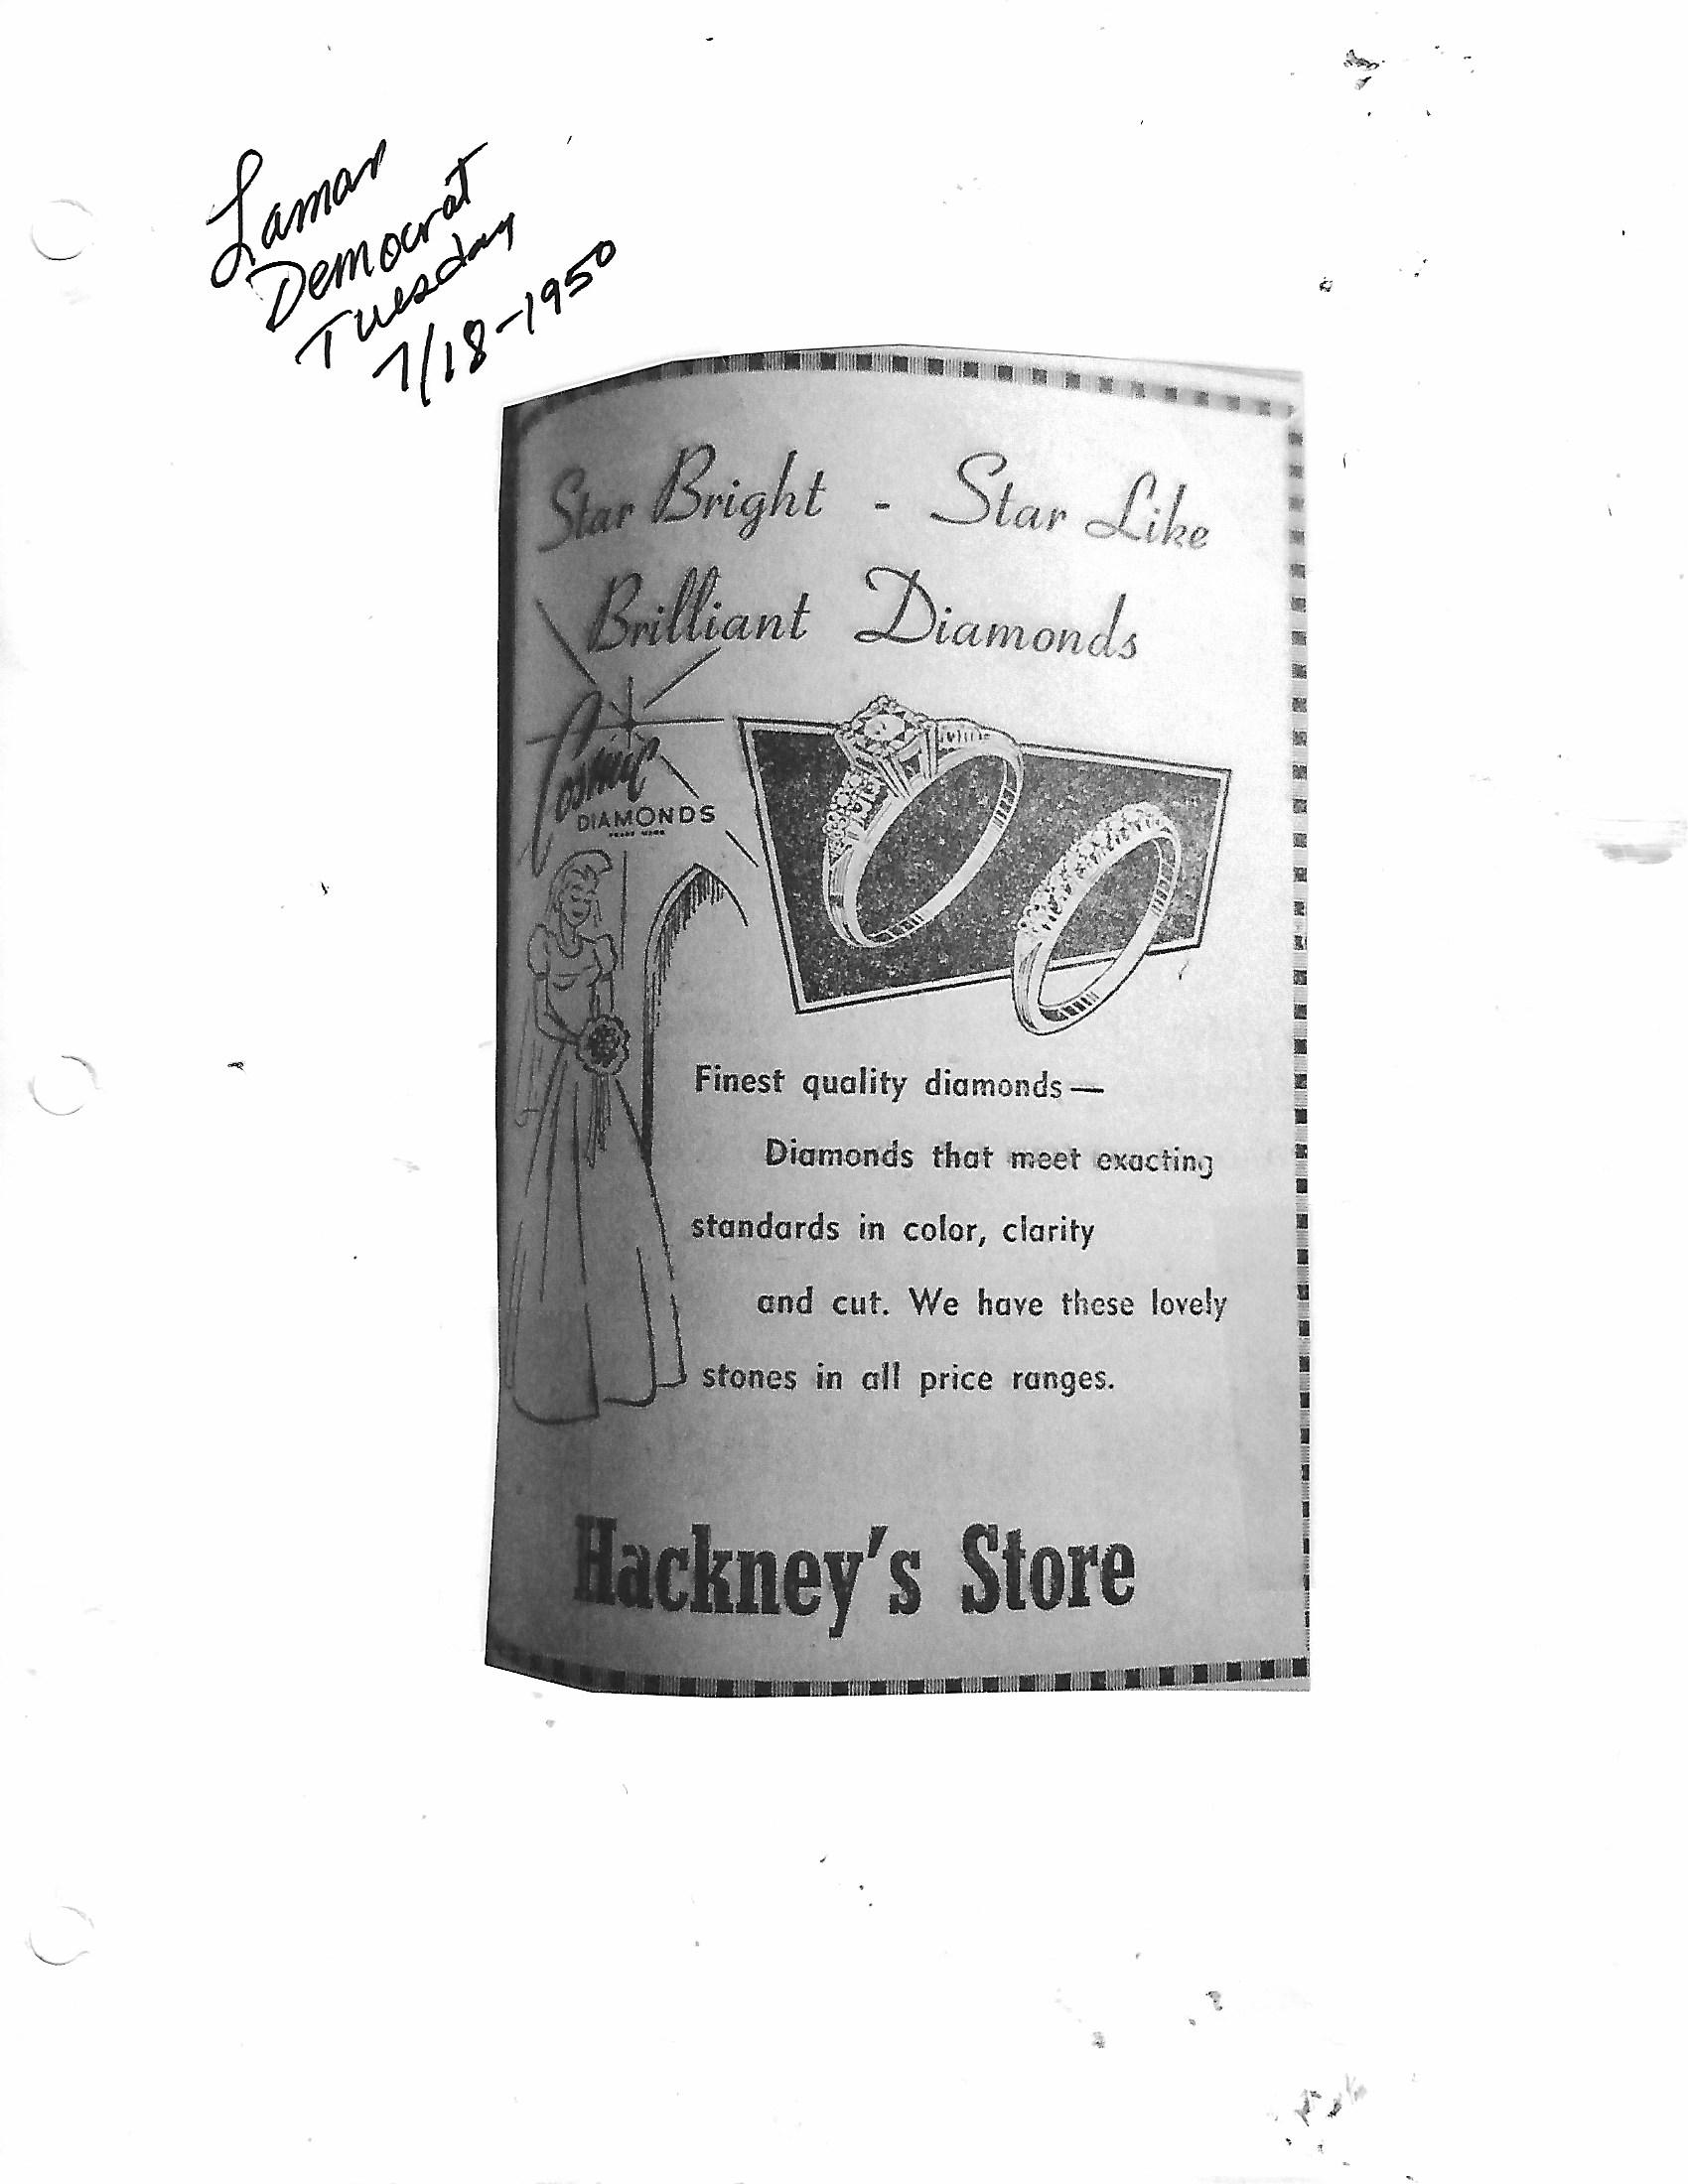 Lamar
Democrat
Tuesday
7/18-1950
Star Bright - Star Like
Brilliant Diamonds
Cosmic
DIAMONDS
TRADE MARK
Finest quality diamonds—
Diamonds that meet exacting
standards in color, clarity
and cut. We have these lovely
stones in all price ranges.
Hackney's Store